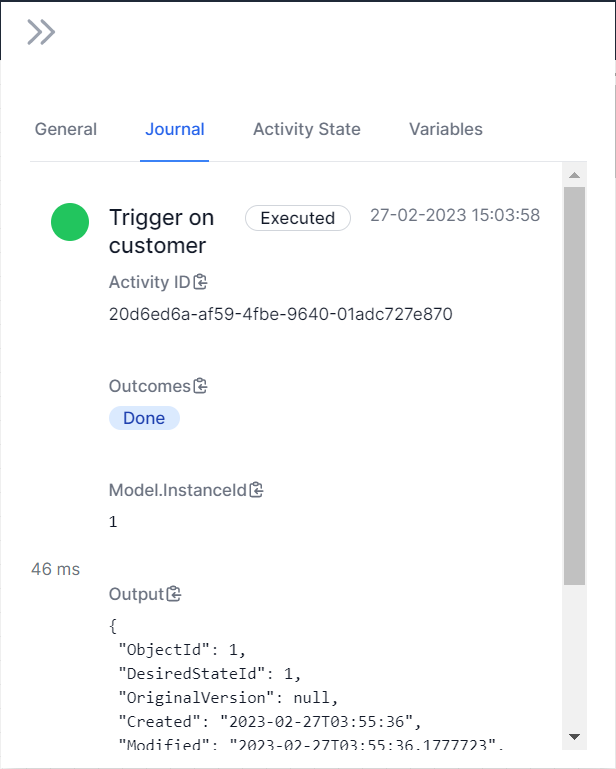 General Journal Activity State Variables
Trigger on customer Executed 27-02-2023 15:03:58
Activity ID
20d6ed6a-af59-4fbe-9640-01adc727e870
Outcomes
Done
Model.InstanceId
1
46 ms
Output
{
"ObjectId": 1,
"DesiredStateId": 1,
"OriginalVersion": null,
"Created": "2023-02-27T03:55:36",
"Modified": "2023-02-27T03:55:36.1777723",